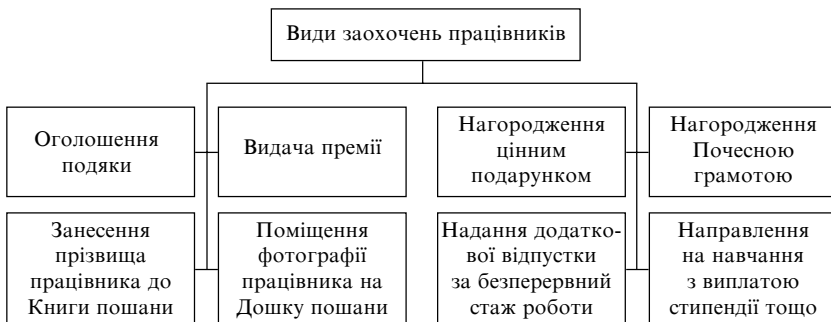 Види заохочень працівників
Оголошення
подяки
Видача премії
Нагородження
цінним
подарунком
Нагородження
Почесною
грамотою
Занесення
прізвища
працівника до
Книги пошани
Поміщення
фотографії
працівника на
Дошку пошани
Надання додатко-
вої відпустки
за безперервний
стаж роботи
Направлення
на навчання
з виплатою
стипендії тощо